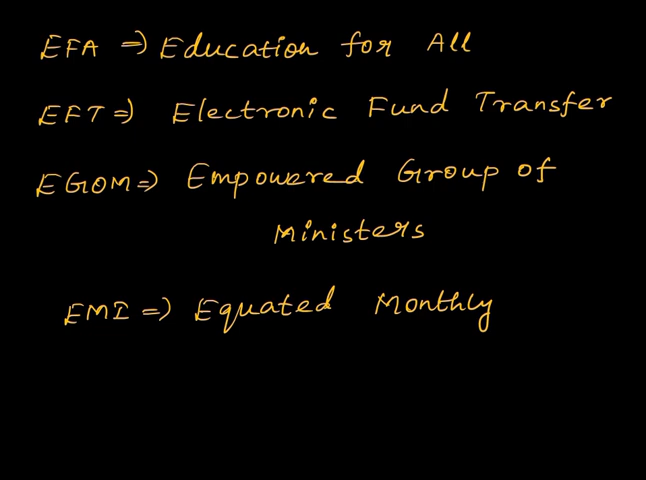 EFA => Education for All
EFT => Electronic Fund Transfer
EGOM => Empowered Group of
Ministers
EMI => Equated Monthly